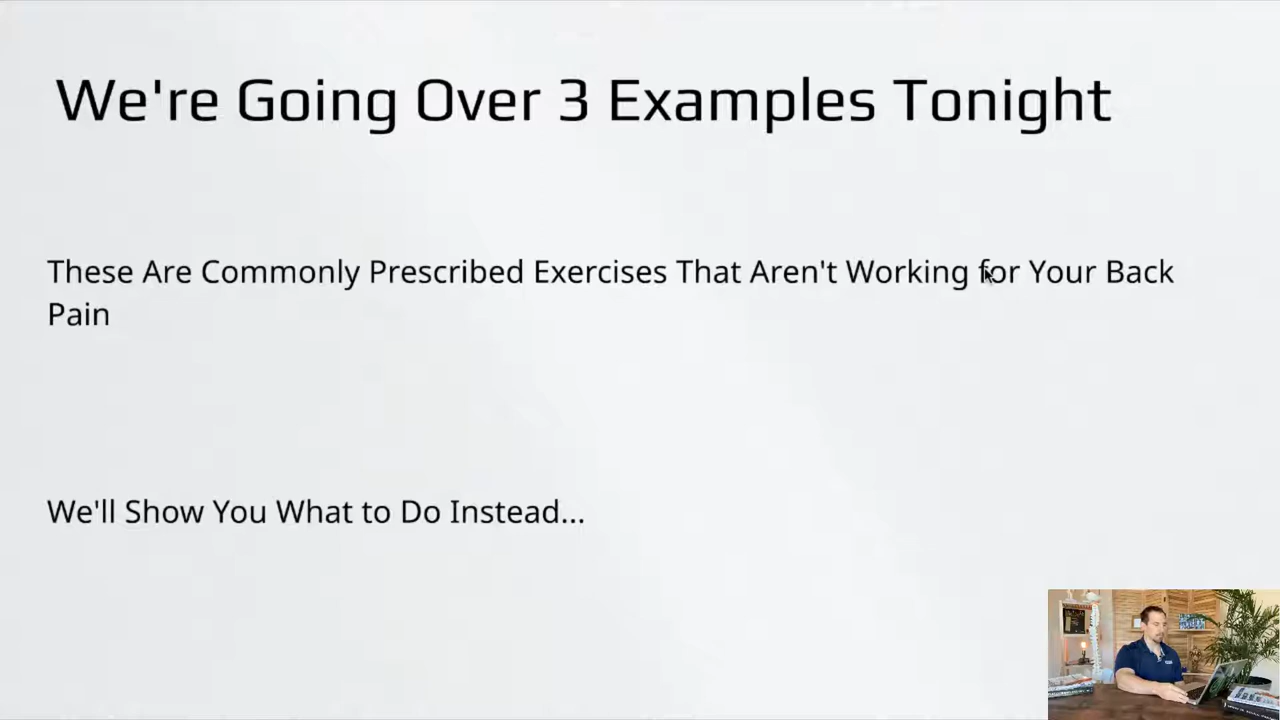 We're Going Over 3 Examples Tonight
These Are Commonly Prescribed Exercises That Aren't Working for Your Back
Pain
We'll Show You What to Do Instead...